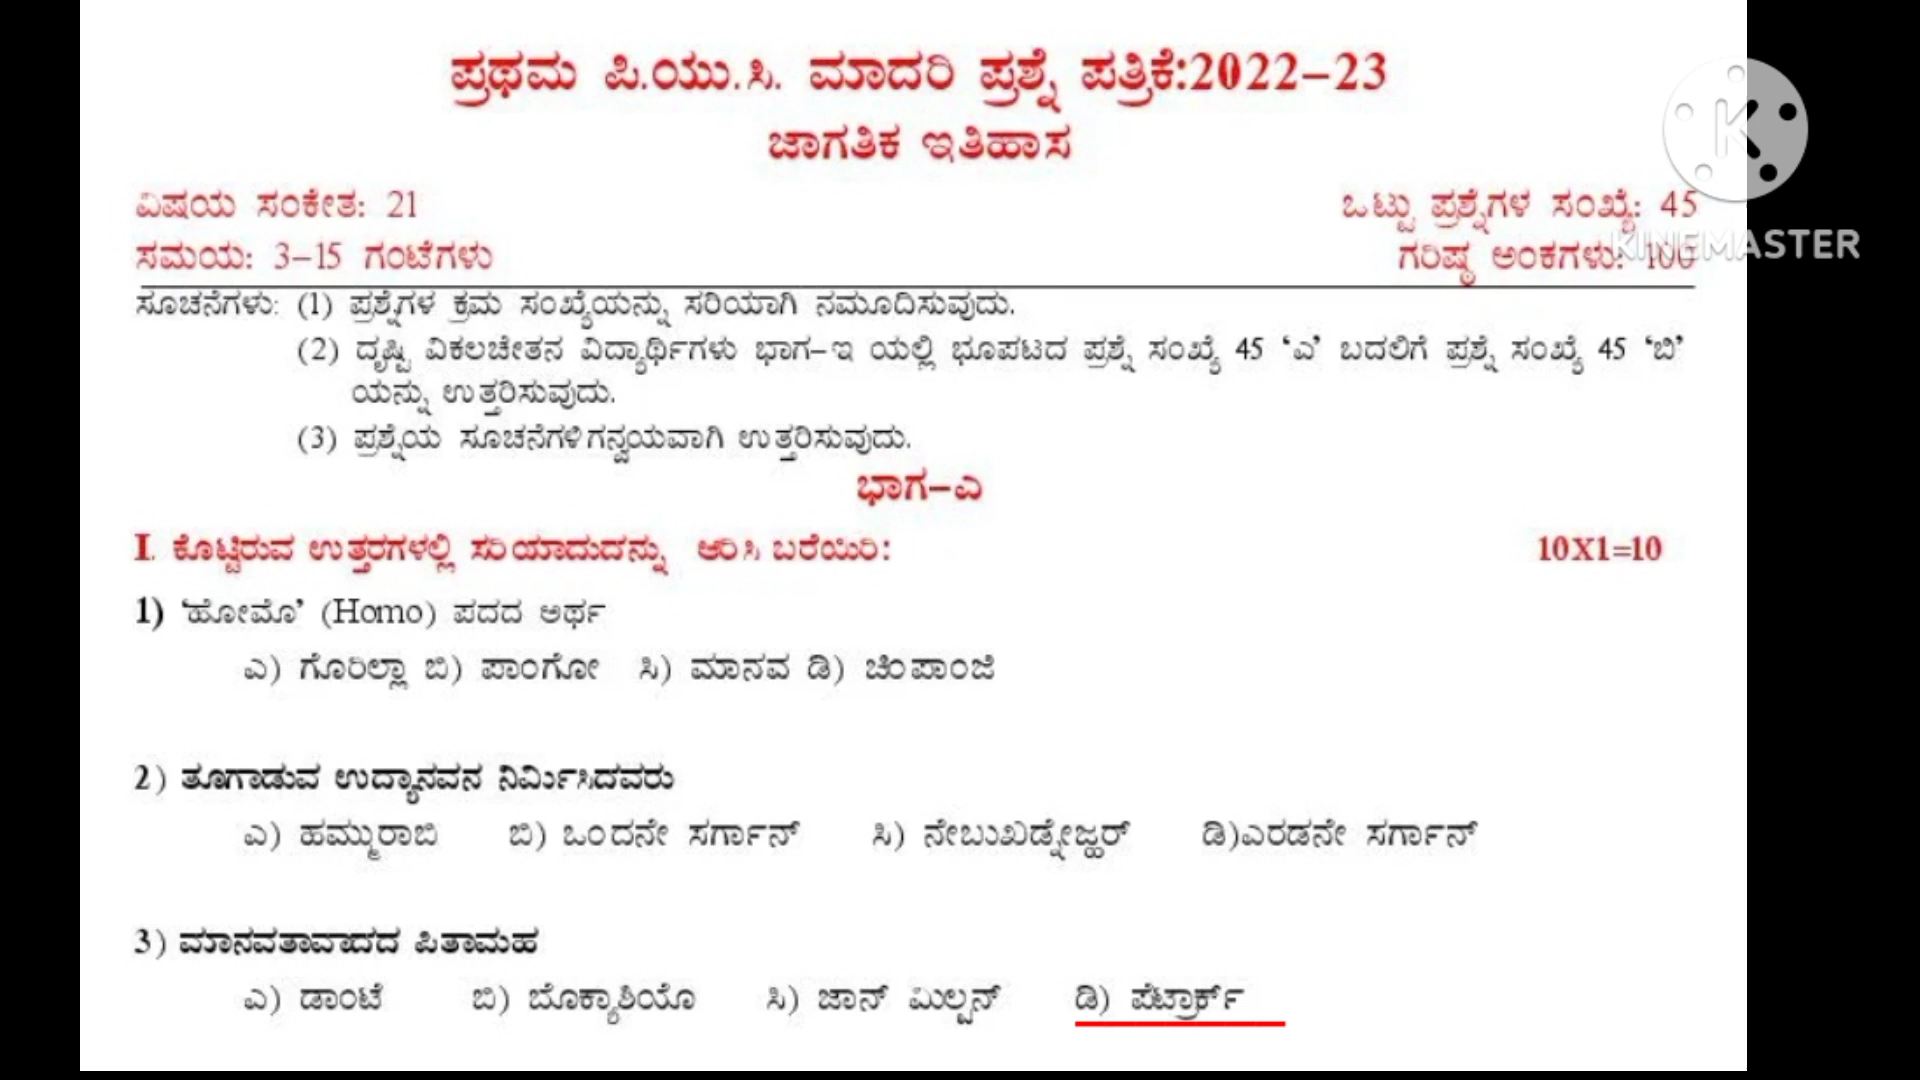 ಪ್ರಥಮ ಪಿ.ಯು.ಸಿ. ಮಾದರಿ ಪ್ರಶ್ನೆ ಪತ್ರಿಕೆ:2022-23
ಜಾಗತಿಕ ಇತಿಹಾಸ
ವಿಷಯ ಸಂಕೇತ: 21 ಒಟ್ಟು ಪ್ರಶ್ನೆಗಳ ಸಂಖ್ಯೆ: 45
ಸಮಯ: 3-15 ಗಂಟೆಗಳು ಗರಿಷ್ಠ ಅಂಕಗಳು: 100
KINEMASTER
ಸೂಚನೆಗಳು: (1) ಪ್ರಶ್ನೆಗಳ ಕ್ರಮ ಸಂಖ್ಯೆಯನ್ನು ಸರಿಯಾಗಿ ನಮೂದಿಸುವುದು.
(2) ದೃಷ್ಟಿ ವಿಕಲಚೇತನ ವಿದ್ಯಾರ್ಥಿಗಳು ಭಾಗ-ಇ ಯಲ್ಲಿ ಭೂಪಟದ ಪ್ರಶ್ನೆ ಸಂಖ್ಯೆ 45 ‘ಎ’ ಬದಲಿಗೆ ಪ್ರಶ್ನೆ ಸಂಖ್ಯೆ 45 ‘ಬಿ’
ಯನ್ನು ಉತ್ತರಿಸುವುದು.
(3) ಪ್ರಶ್ನೆಯ ಸೂಚನೆಗಳಿಗನ್ವಯವಾಗಿ ಉತ್ತರಿಸುವುದು.
ಭಾಗ-ಎ
I. ಕೊಟ್ಟಿರುವ ಉತ್ತರಗಳಲ್ಲಿ ಸರಿಯಾದುದನ್ನು ಆರಿಸಿ ಬರೆಯಿರಿ: 10X1=10
1) ‘ಹೋಮೊ’ (Homo) ಪದದ ಅರ್ಥ
ಎ) ಗೊರಿಲ್ಲಾ ಬಿ) ಪಾಂಗೋ ಸಿ) ಮಾನವ ಡಿ) ಚಿಂಪಾಂಜಿ
2) ತೂಗಾಡುವ ಉದ್ಯಾನವನ ನಿರ್ಮಿಸಿದವರು
ಎ) ಹಮ್ಮುರಾಬಿ ಬಿ) ಒಂದನೇ ಸರ್ಗಾನ್ ಸಿ) ನೇಬುಖಡ್ನೇಜ್ಹರ್ ಡಿ)ಎರಡನೇ ಸರ್ಗಾನ್
3) ಮಾನವತಾವಾದದ ಪಿತಾಮಹ
ಎ) ಡಾಂಟೆ ಬಿ) ಬೊಕ್ಯಾಶಿಯೊ ಸಿ) ಜಾನ್ ಮಿಲ್ಟನ್ ಡಿ) ಪೆಟ್ರಾರ್ಕ್